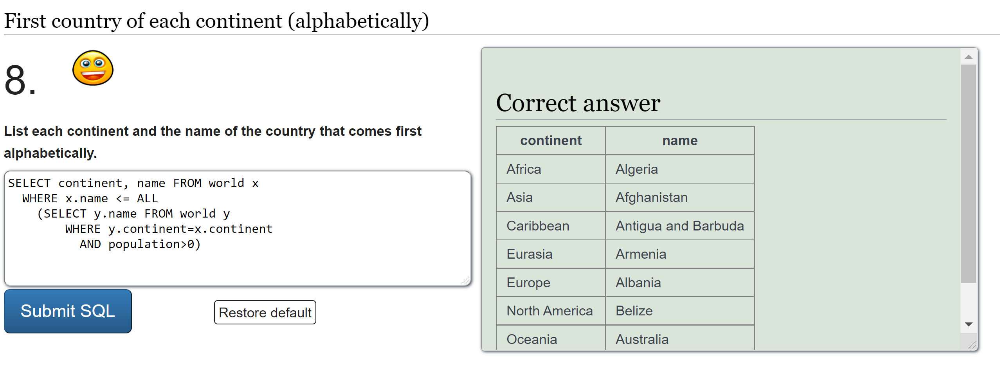 First country of each continent (alphabetically)
8.
List each continent and the name of the country that comes first
alphabetically.
SELECT continent, name FROM world x
  WHERE x.name <= ALL
    (SELECT y.name FROM world y
        WHERE y.continent=x.continent
          AND population>0)
Submit SQL
Restore default
Correct answer
continent name
Africa Algeria
Asia Afghanistan
Caribbean Antigua and Barbuda
Eurasia Armenia
Europe Albania
North America Belize
Oceania Australia